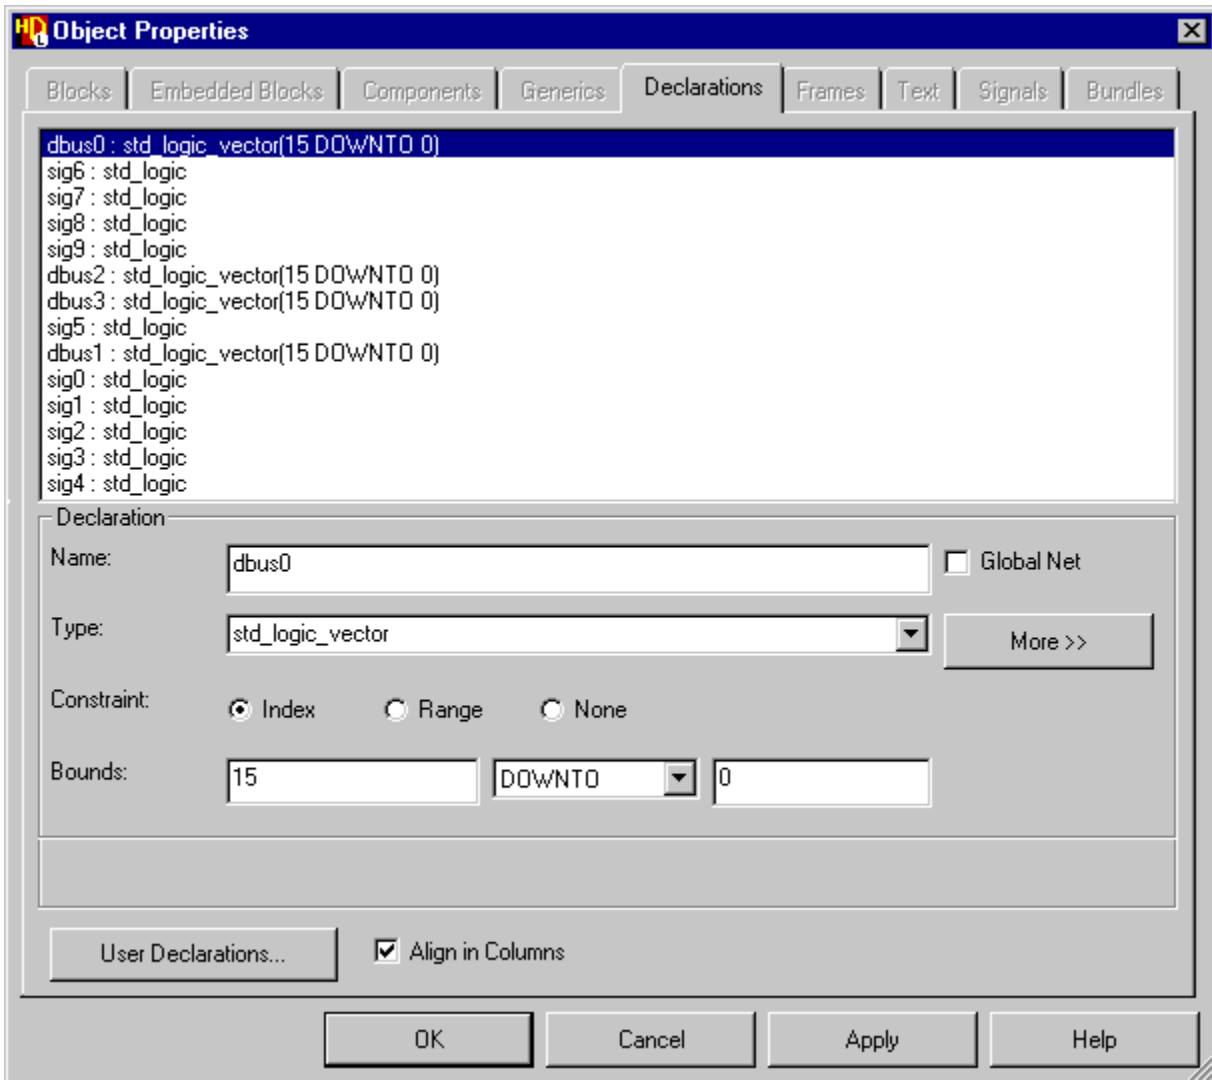 HDL Object Properties
Blocks Embedded Blocks Components Generics Declarations Frames Text Signals Bundles
dbus0 : std_logic_vector(15 DOWNTO 0)
sig6 : std_logic
sig7 : std_logic
sig8 : std_logic
sig9 : std_logic
dbus2 : std_logic_vector(15 DOWNTO 0)
dbus3 : std_logic_vector(15 DOWNTO 0)
sig5 : std_logic
dbus1 : std_logic_vector(15 DOWNTO 0)
sig0 : std_logic
sig1 : std_logic
sig2 : std_logic
sig3 : std_logic
sig4 : std_logic
Declaration
Name: dbus0 Global Net
Type: std_logic_vector More >>
Constraint: Index Range None
Bounds: 15 DOWNTO 0
User Declarations... Align in Columns
OK Cancel Apply Help